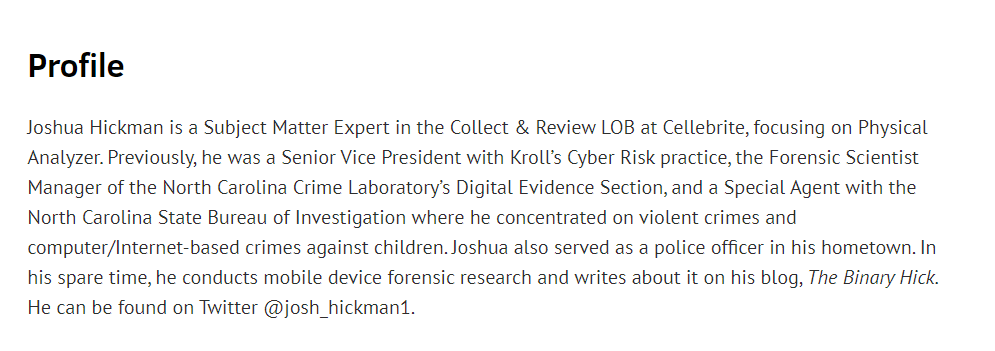 Profile
Joshua Hickman is a Subject Matter Expert in the Collect & Review LOB at Cellebrite, focusing on Physical
Analyzer. Previously, he was a Senior Vice President with Kroll’s Cyber Risk practice, the Forensic Scientist
Manager of the North Carolina Crime Laboratory’s Digital Evidence Section, and a Special Agent with the
North Carolina State Bureau of Investigation where he concentrated on violent crimes and
computer/Internet-based crimes against children. Joshua also served as a police officer in his hometown. In
his spare time, he conducts mobile device forensic research and writes about it on his blog, The Binary Hick.
He can be found on Twitter @josh_hickman1.